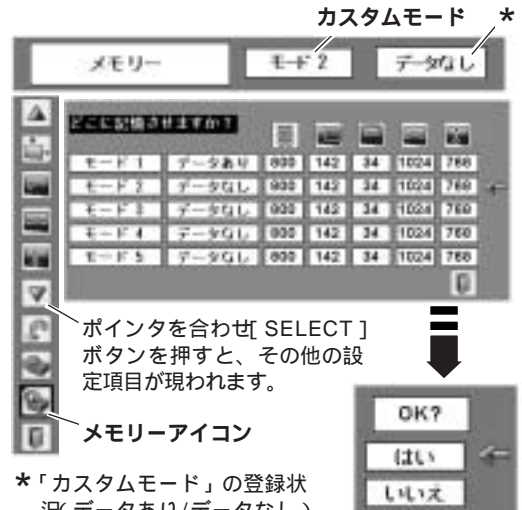 カスタムモード *
メモリー モード 2 データなし
どこに記憶させますか?
モード 1 データあり 800 142 34 1024 768
モード 2 データなし 800 142 34 1024 768
モード 3 データなし 800 142 34 1024 768
モード 4 データなし 800 142 34 1024 768
モード 5 データなし 800 142 34 1024 768
ポインタを合わせ[ SELECT ]
ボタンを押すと、その他の設
定項目が現われます。
OK?
メモリーアイコン
はい
いいえ
*「カスタムモード」の登録状
況(データあり/データなし)